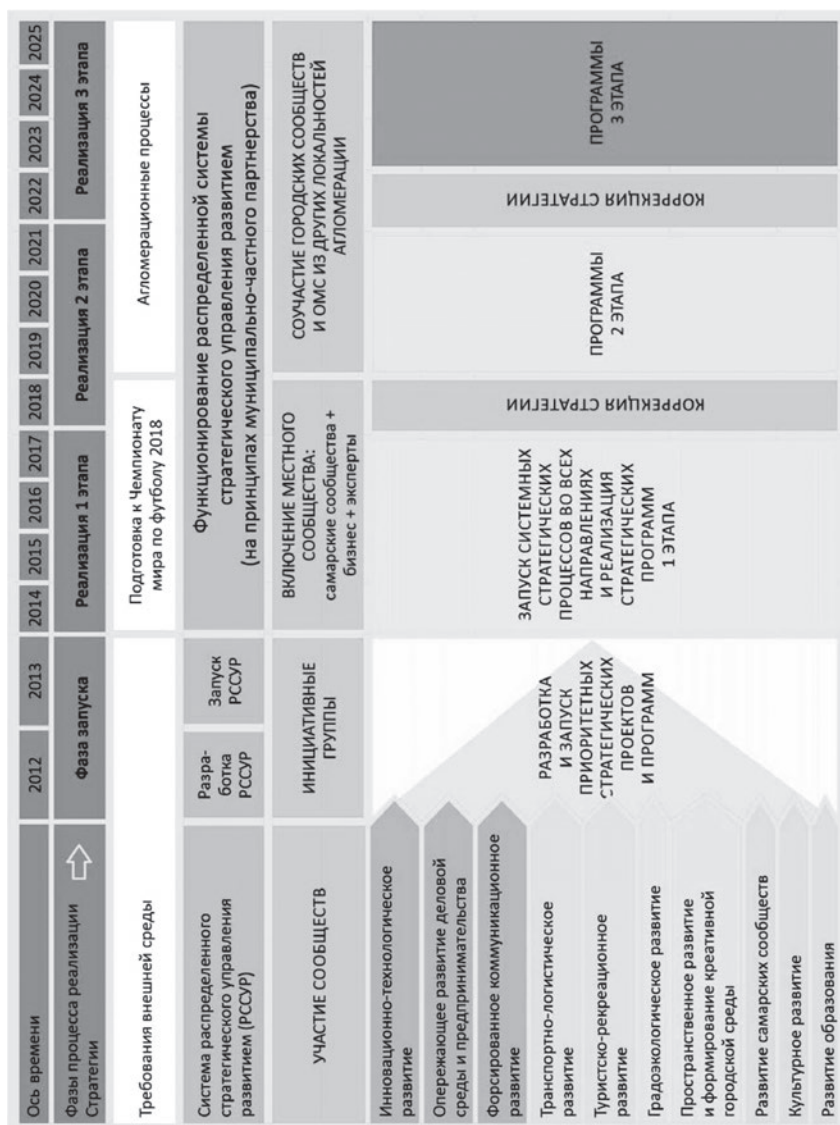 Ось времени
2012
2013
2014
2015
2016
2017
2018
2019
2020
2021
2022
2023
2024
2025
Фазы процесса реализации
Стратегии
Фаза запуска
Реализация 1 этапа
Реализация 2 этапа
Реализация 3 этапа
Требования внешней среды
Подготовка к Чемпионату
мира по футболу 2018
Агломерационные процессы
Система распределенного
стратегического управления
развитием (РССУР)
Разра-
ботка
РССУР
Запуск
РССУР
Функционирование распределенной системы
стратегического управления развитием
(на принципах муниципально-частного партнерства)
УЧАСТИЕ СООБЩЕСТВ
ИНИЦИАТИВНЫЕ
ГРУППЫ
ВКЛЮЧЕНИЕ МЕСТНОГО
СООБЩЕСТВА:
самарские сообщества +
бизнес + эксперты
СОУЧАСТИЕ ГОРОДСКИХ СООБЩЕСТВ
И ОМС ИЗ ДРУГИХ ЛОКАЛЬНОСТЕЙ
АГЛОМЕРАЦИИ
Инновационно-технологическое
развитие
Опережающее развитие деловой
среды и предпринимательства
Форсированное коммуникационное
развитие
Транспортно-логистическое
развитие
Туристско-рекреационное
развитие
Градоэкологическое развитие
Пространственное развитие
и формирование креативной
городской среды
Развитие самарских сообществ
Культурное развитие
Развитие образования
РАЗРАБОТКА
И ЗАПУСК
ПРИОРИТЕТНЫХ
СТРАТЕГИЧЕСКИХ
ПРОЕКТОВ
И ПРОГРАММ
ЗАПУСК СИСТЕМНЫХ
СТРАТЕГИЧЕСКИХ
ПРОЦЕССОВ ВО ВСЕХ
НАПРАВЛЕНИЯХ
И РЕАЛИЗАЦИЯ
СТРАТЕГИЧЕСКИХ
ПРОГРАММ
1 ЭТАПА
КОРРЕКЦИЯ СТРАТЕГИИ
ПРОГРАММЫ
2 ЭТАПА
КОРРЕКЦИЯ СТРАТЕГИИ
ПРОГРАММЫ
3 ЭТАПА